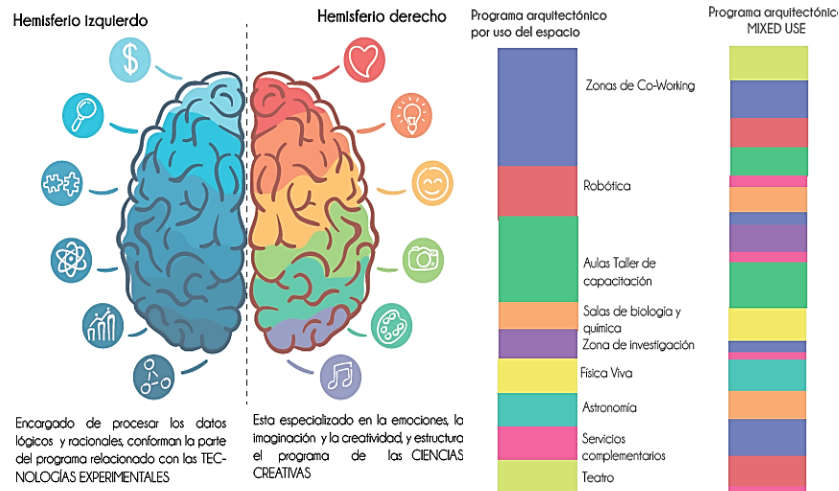 Hemisferio izquierdo
Hemisferio derecho
Encargado de procesar los datos
lógicos y racionales, conforman la parte
del programa relacionado con las TEC-
NOLOGÍAS EXPERIMENTALES
Esta especializado en la emociones, la
imaginación y la creatividad, y estructura
el programa de las CIENCIAS
CREATIVAS
Programa arquitectónico
por uso del espacio
Zonas de Co-Working
Robótica
Aulas Taller de
capacitación
Salas de biología y
química
Zona de investigación
Física Viva
Astronomía
Servicios
complementarios
Teatro
Programa arquitectónico
MIXED USE